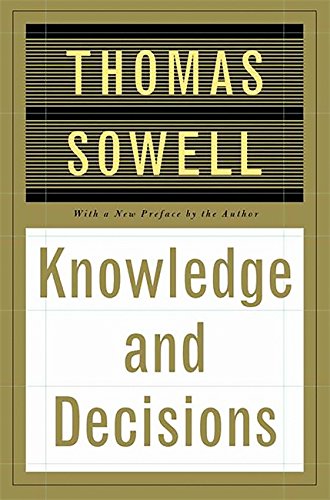 THOMAS
SOWELL
With a New Preface by the Author
Knowledge
and
Decisions